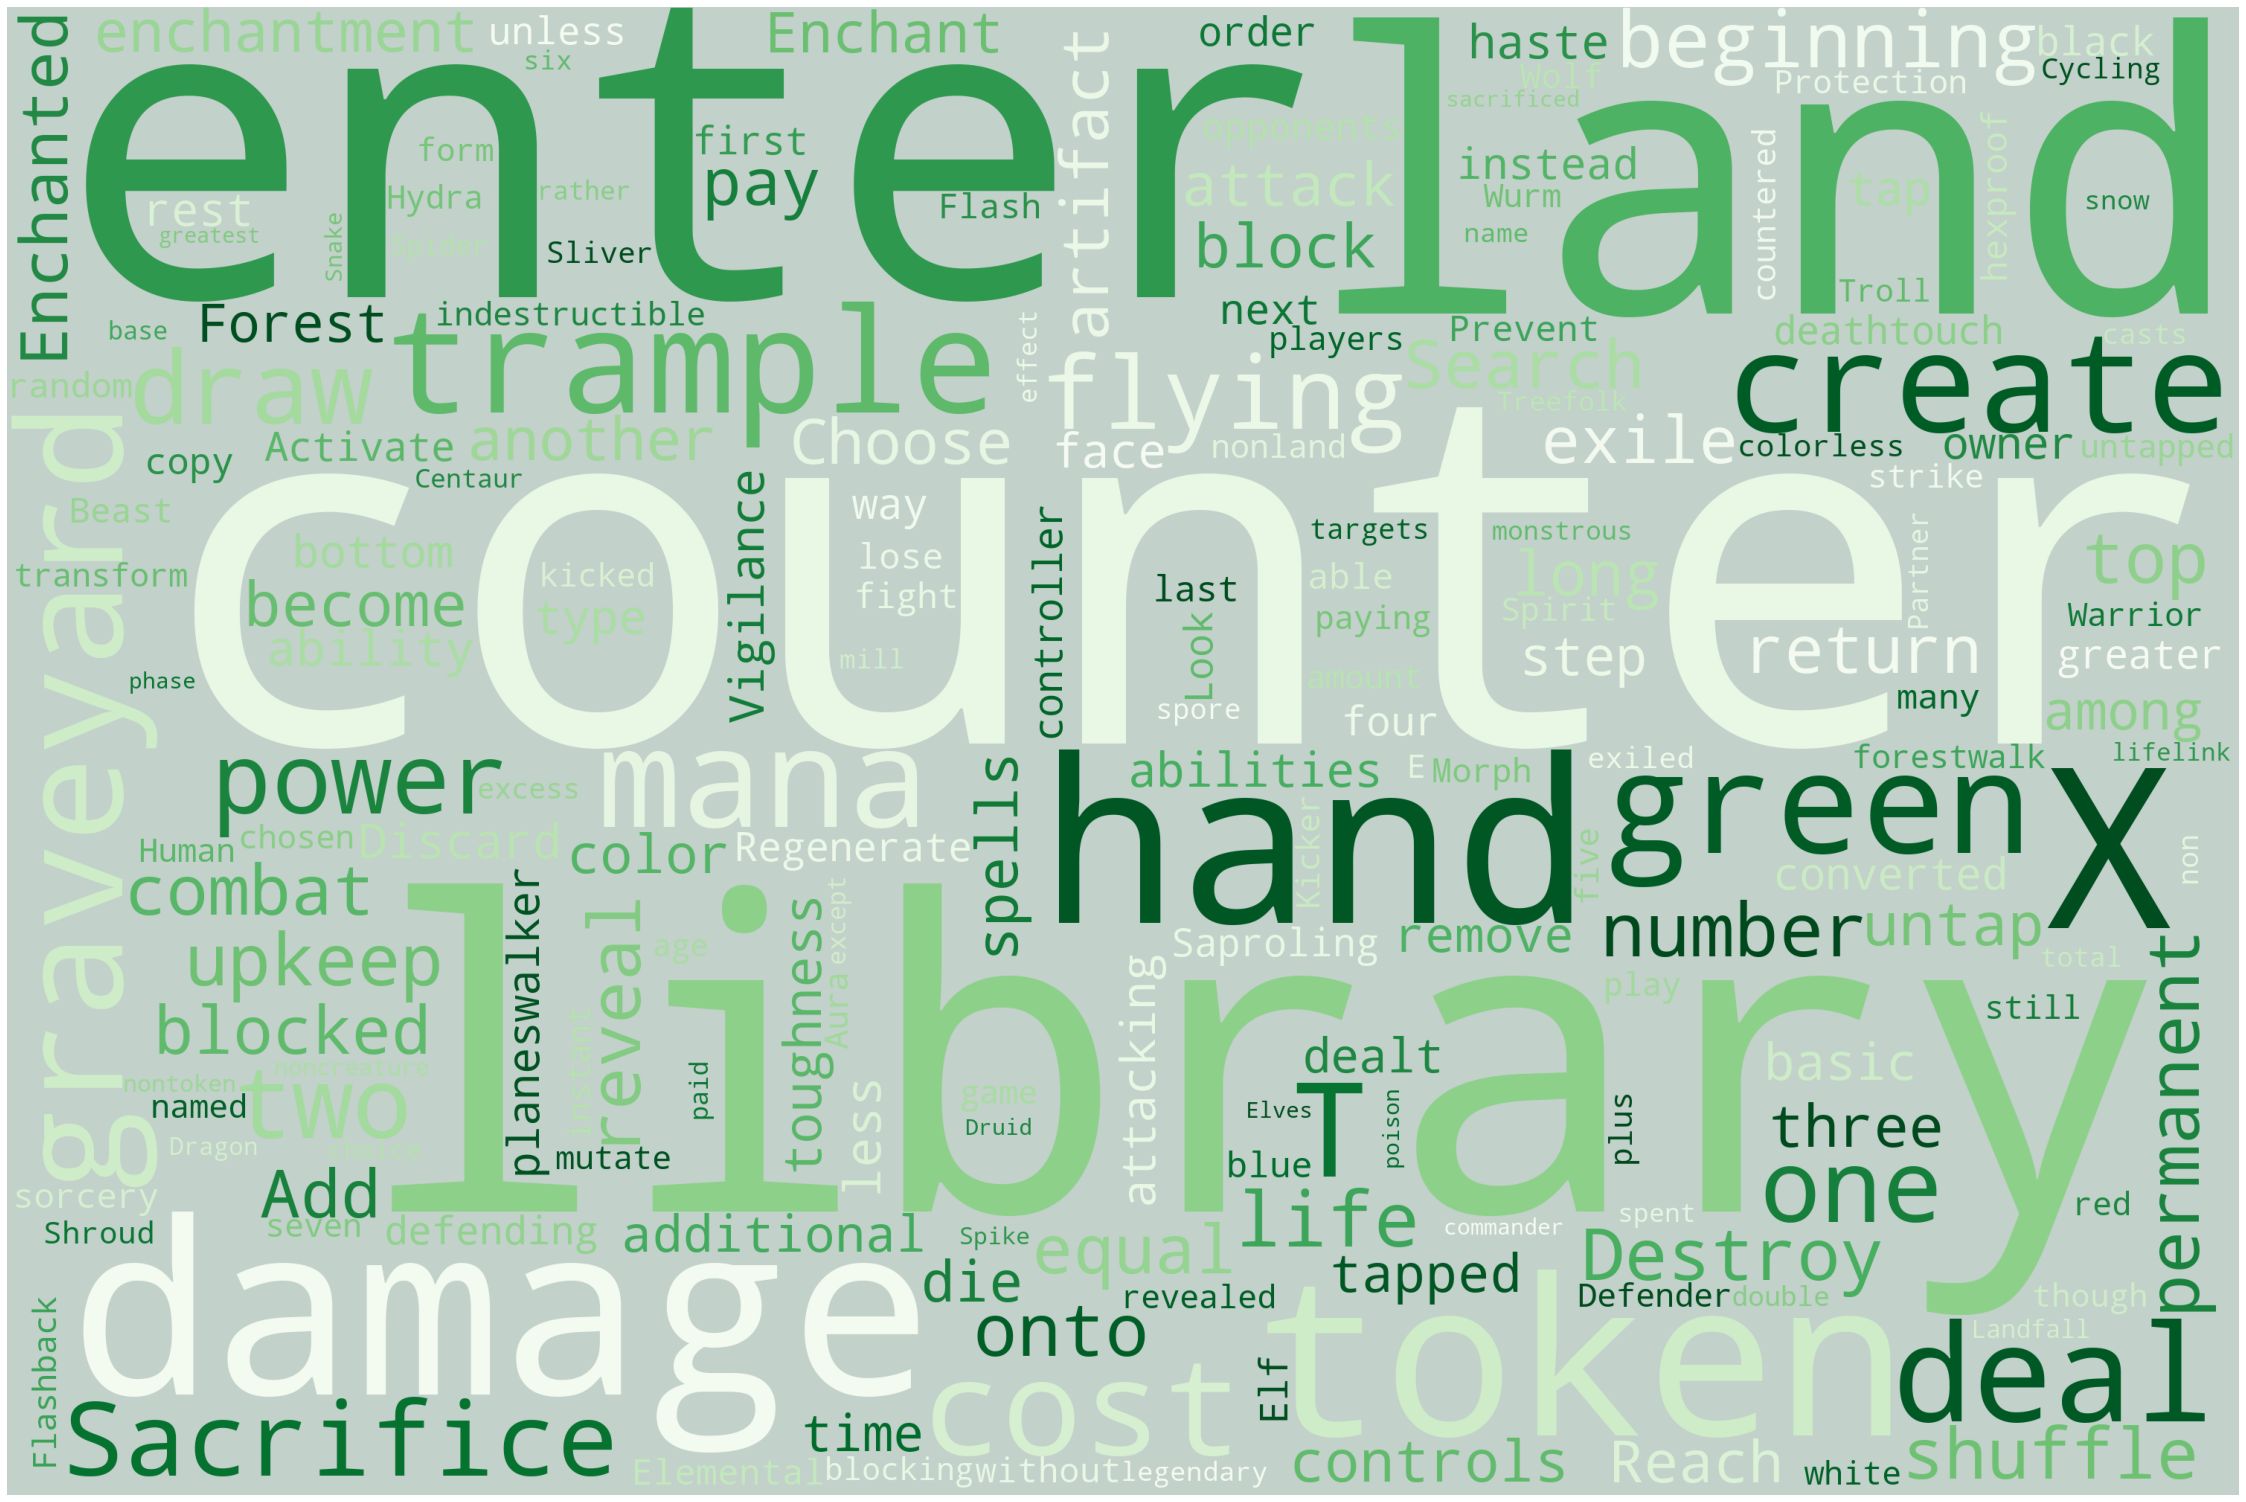 enchantment
unless
Enchant
order
haste
beginning
black
six
Cycling
Enchanted
enter
land
Wolf
Protection
sacrificed
artifact
first
opponents
form
pay
attack
instead
countered
tap
hexproof
rest
Hydra
rather
Flash
Wurm
snow
greatest
Snake
Spider
Sliver
block
name
Troll
base
Forest
indestructible
trample
effect
next
players
Prevent
deathtouch
casts
random
draw
flying
Search
create
Treefolk
copy
Activate
another
Choose
face
nonland
exile
colorless
owner
untapped
graveyard
Centaur
counter
strike
Beast
way
Vigilance
controller
targets
monstrous
Partner
bottom
lose
top
transform
kicked
able
long
become
type
fight
last
paying
Spirit
Warrior
ability
mill
Look
step
return
greater
phase
amount
spore
many
four
among
power
mana
abilities
E
Morph
exiled
forestwalk
lifelink
excess
spells
hand
green
X
Human
chosen
Discard
color
Regenerate
Kicker
five
non
combat
converted
planeswalker
reveal
age
toughness
except
Saproling
remove
number
untap
upkeep
library
total
attacking
play
permanent
blocked
instant
Aura
still
dealt
nontoken
noncreature
two
named
paid
less
game
T
basic
Elves
poison
plus
Druid
three
Dragon
mutate
blue
one
sorcery
Add
life
red
Shroud
seven
defending
additional
Spike
equal
commander
spent
Destroy
damage
die
tapped
revealed
Defender
double
though
Flashback
onto
token
Landfall
deal
Sacrifice
cost
Elf
time
controls
Reach
shuffle
Elemental
blocking
without
legendary
white